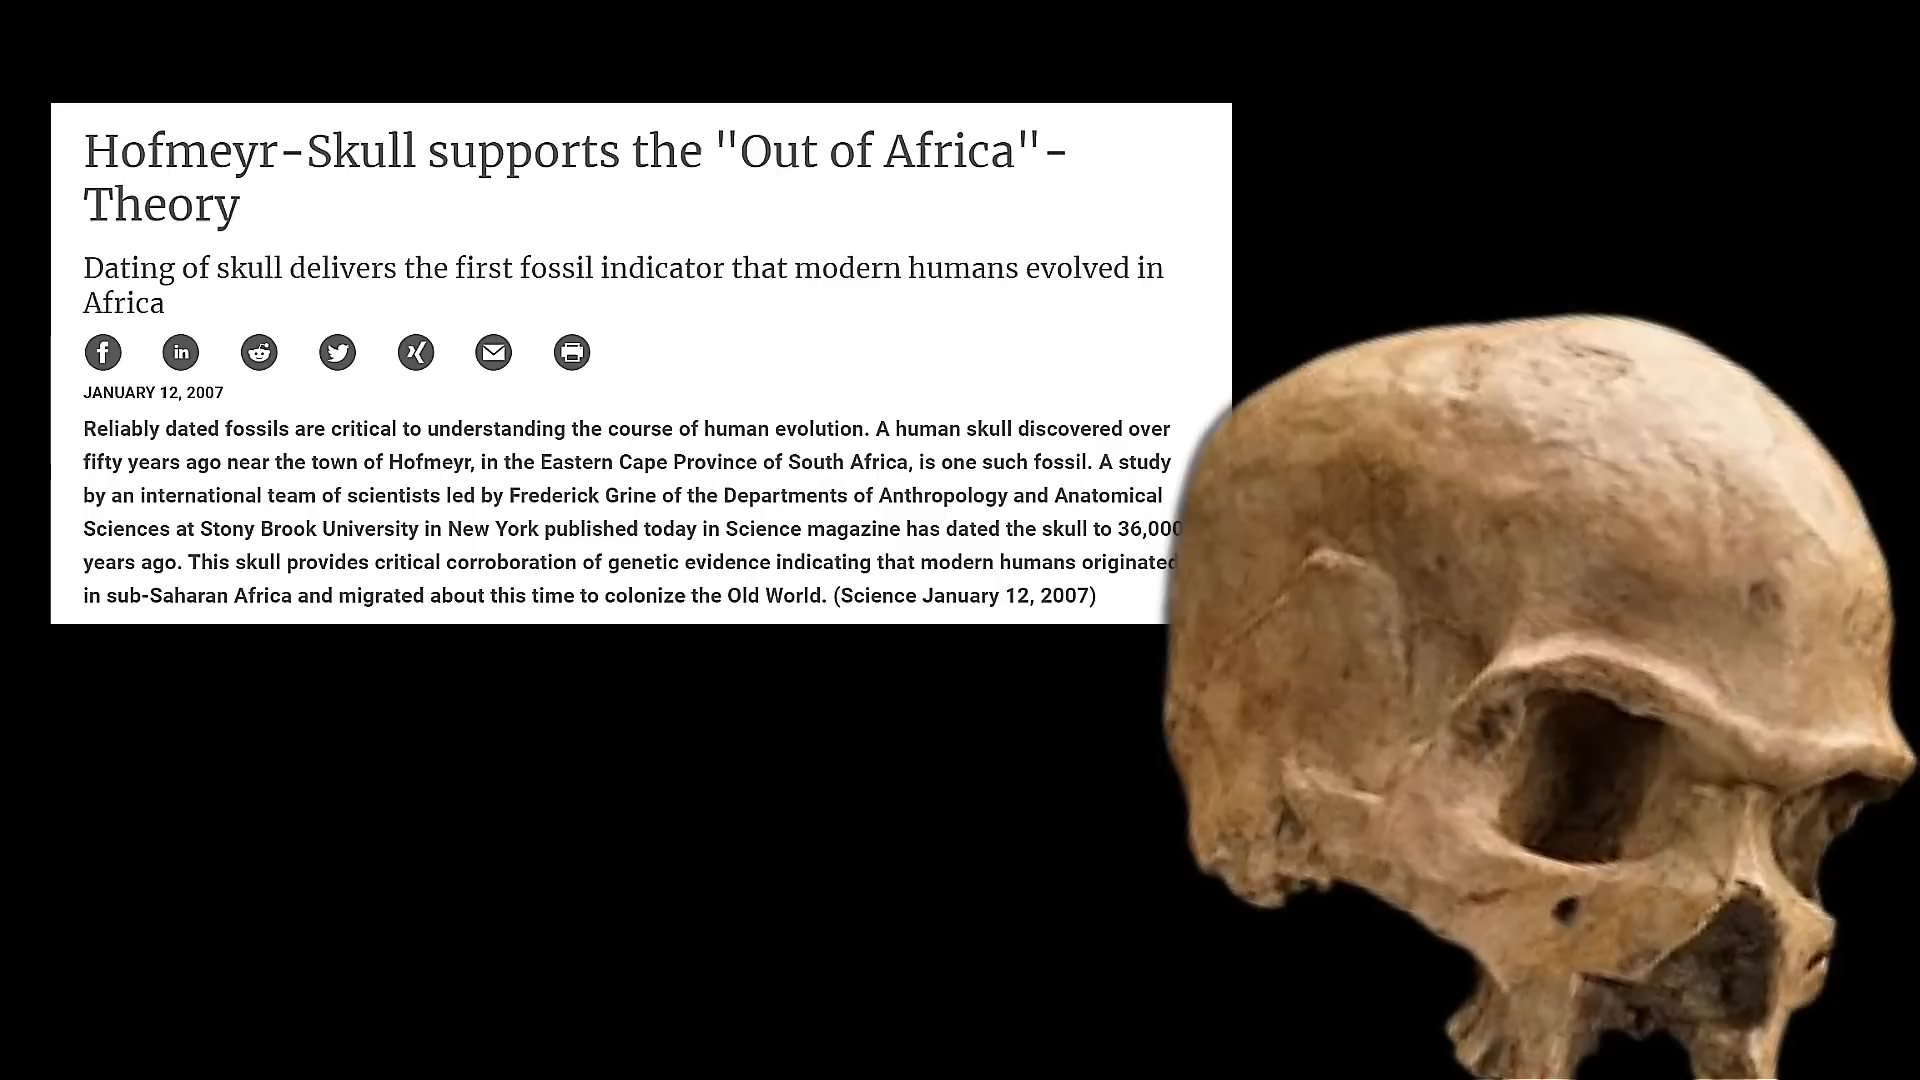 Hofmeyr-Skull supports the "Out of Africa"-
Theory
Dating of skull delivers the first fossil indicator that modern humans evolved in
Africa
JANUARY 12, 2007
Reliably dated fossils are critical to understanding the course of human evolution. A human skull discovered over
fifty years ago near the town of Hofmeyr, in the Eastern Cape Province of South Africa, is one such fossil. A study
by an international team of scientists led by Frederick Grine of the Departments of Anthropology and Anatomical
Sciences at Stony Brook University in New York published today in Science magazine has dated the skull to 36,000
years ago. This skull provides critical corroboration of genetic evidence indicating that modern humans originated
in sub-Saharan Africa and migrated about this time to colonize the Old World. (Science January 12, 2007)